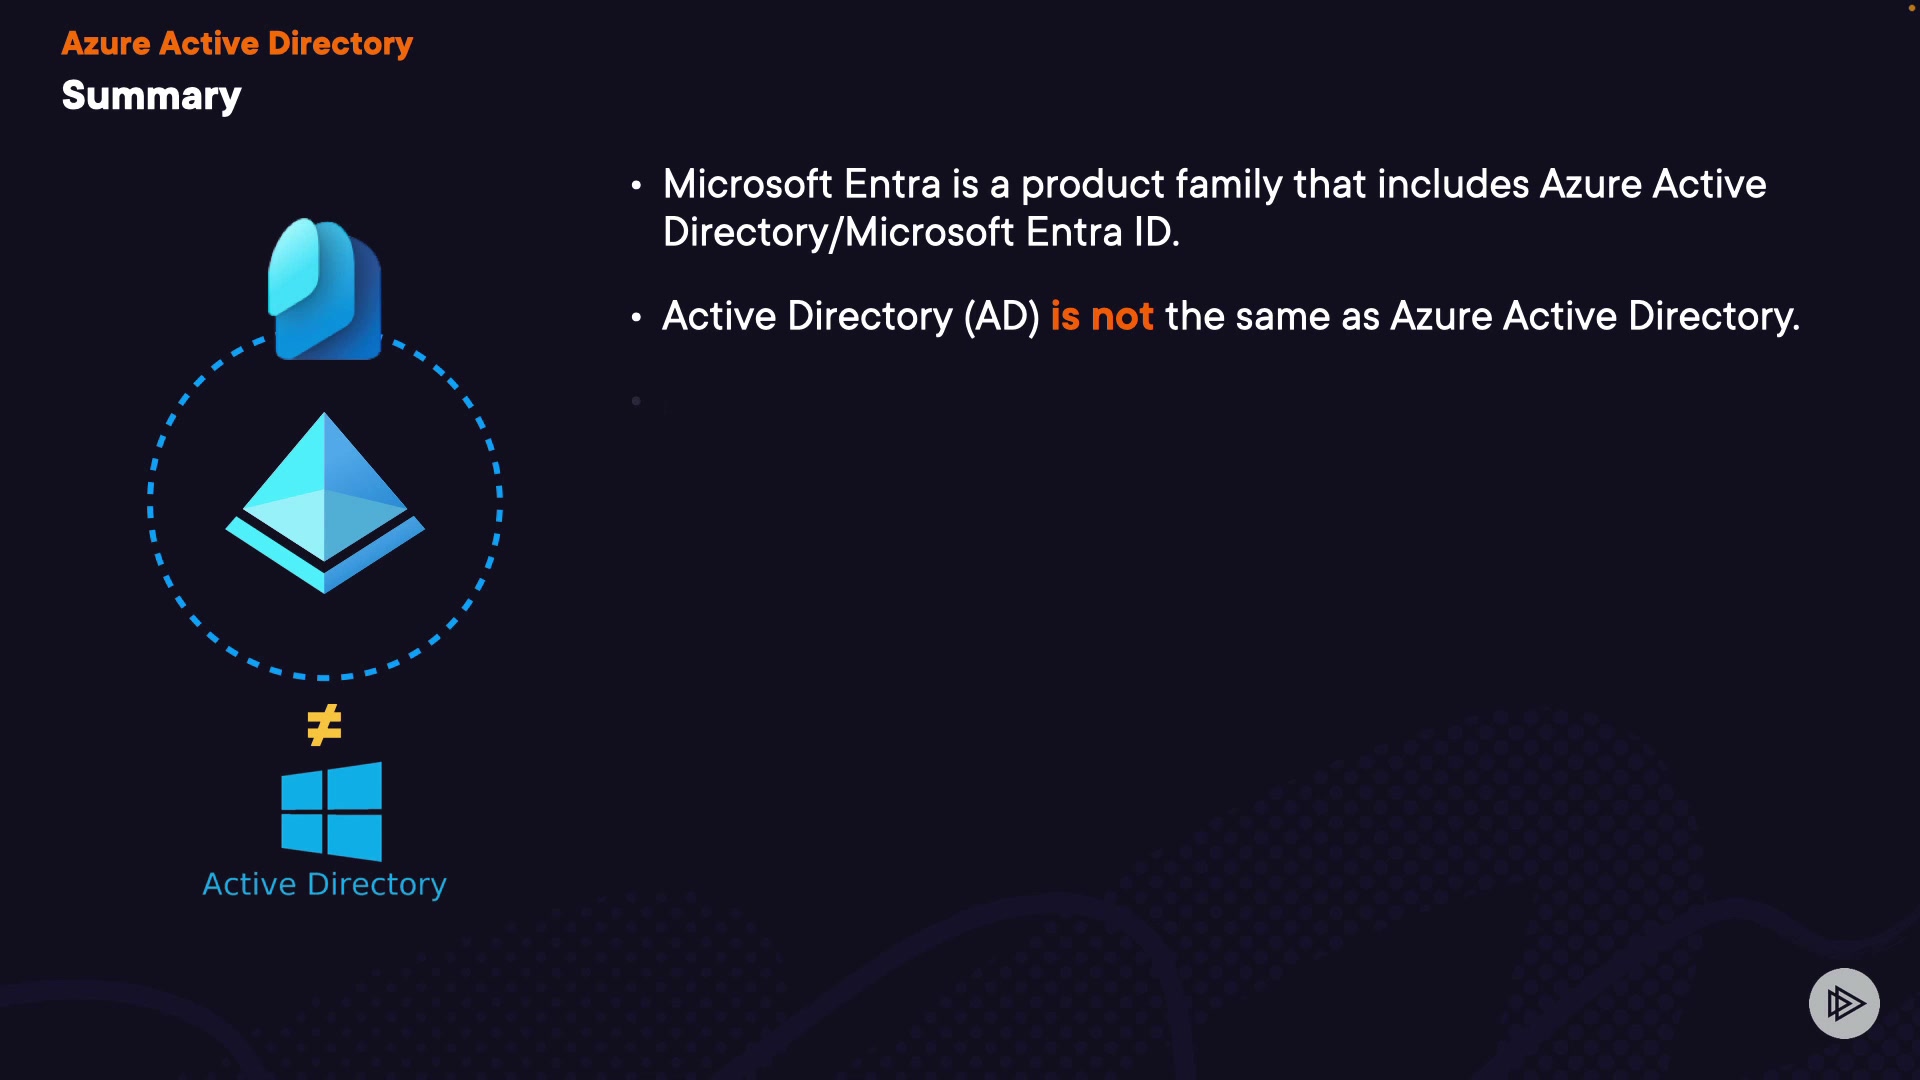 Azure Active Directory
Summary
• Microsoft Entra is a product family that includes Azure Active
Directory/Microsoft Entra ID.
• Active Directory (AD) is not the same as Azure Active Directory.
•
≠
Active Directory